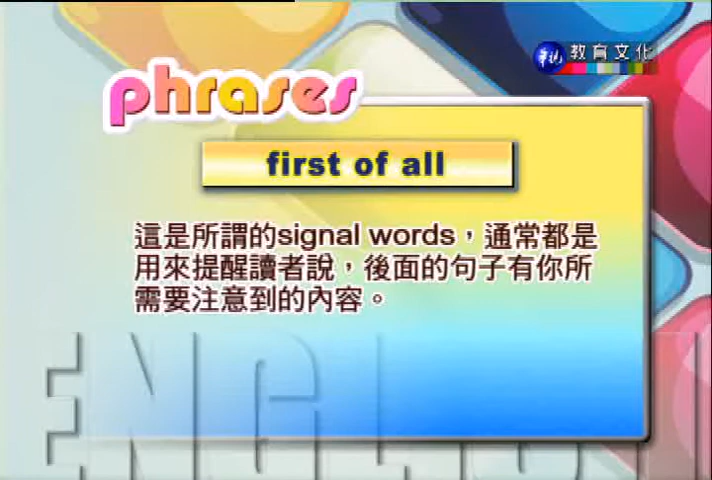 華視 教育文化
phrases
first of all
這是所謂的signal words，通常都是
用來提醒讀者說，後面的句子有你所
需要注意到的內容。
ENGLISH